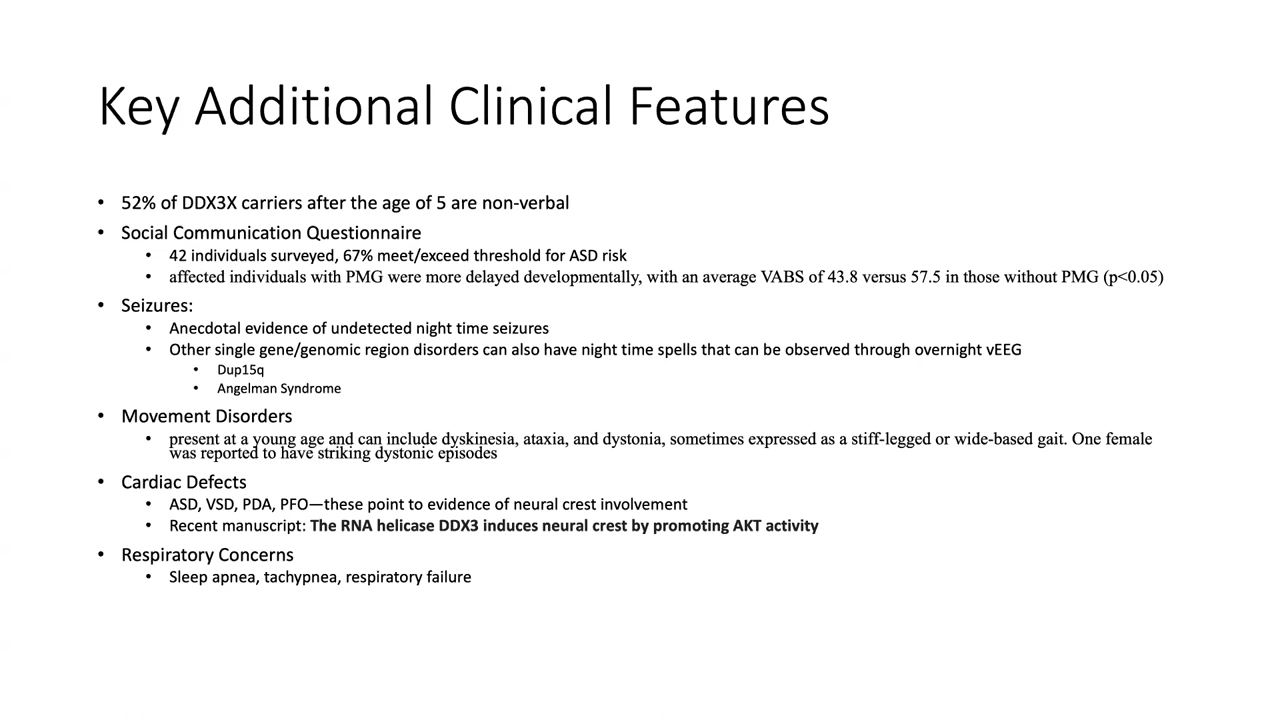 Key Additional Clinical Features
• 52% of DDX3X carriers after the age of 5 are non-verbal
• Social Communication Questionnaire
• 42 individuals surveyed, 67% meet/exceed threshold for ASD risk
• affected individuals with PMG were more delayed developmentally, with an average VABS of 43.8 versus 57.5 in those without PMG (p<0.05)
• Seizures:
• Anecdotal evidence of undetected night time seizures
• Other single gene/genomic region disorders can also have night time spells that can be observed through overnight vEEG
• Dup15q
• Angelman Syndrome
• Movement Disorders
• present at a young age and can include dyskinesia, ataxia, and dystonia, sometimes expressed as a stiff-legged or wide-based gait. One female
was reported to have striking dystonic episodes
• Cardiac Defects
• ASD, VSD, PDA, PFO—these point to evidence of neural crest involvement
• Recent manuscript: The RNA helicase DDX3 induces neural crest by promoting AKT activity
• Respiratory Concerns
• Sleep apnea, tachypnea, respiratory failure